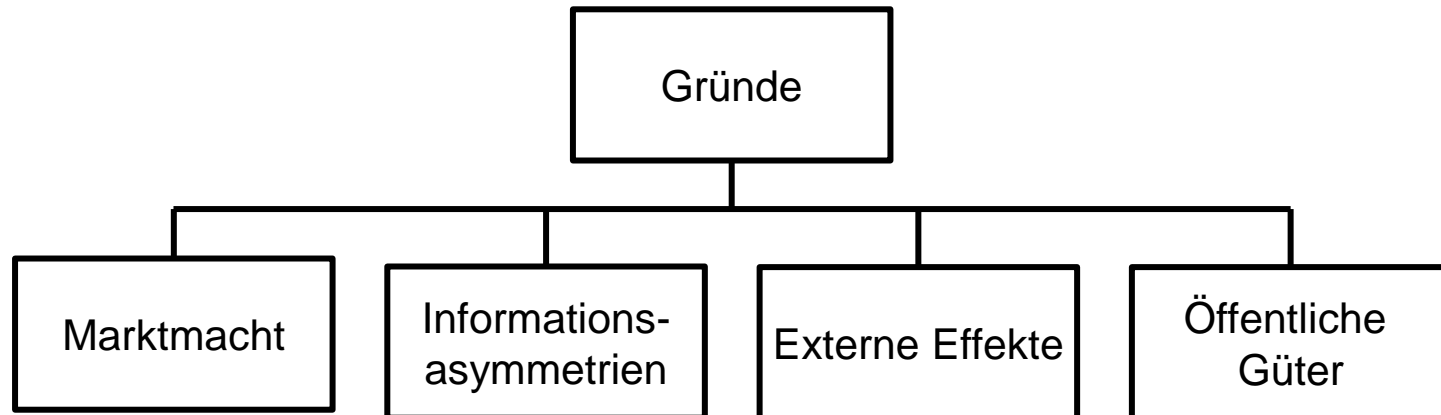 Gründe
Marktmacht
Informations-
asymmetrien
Externe Effekte
Öffentliche
Güter